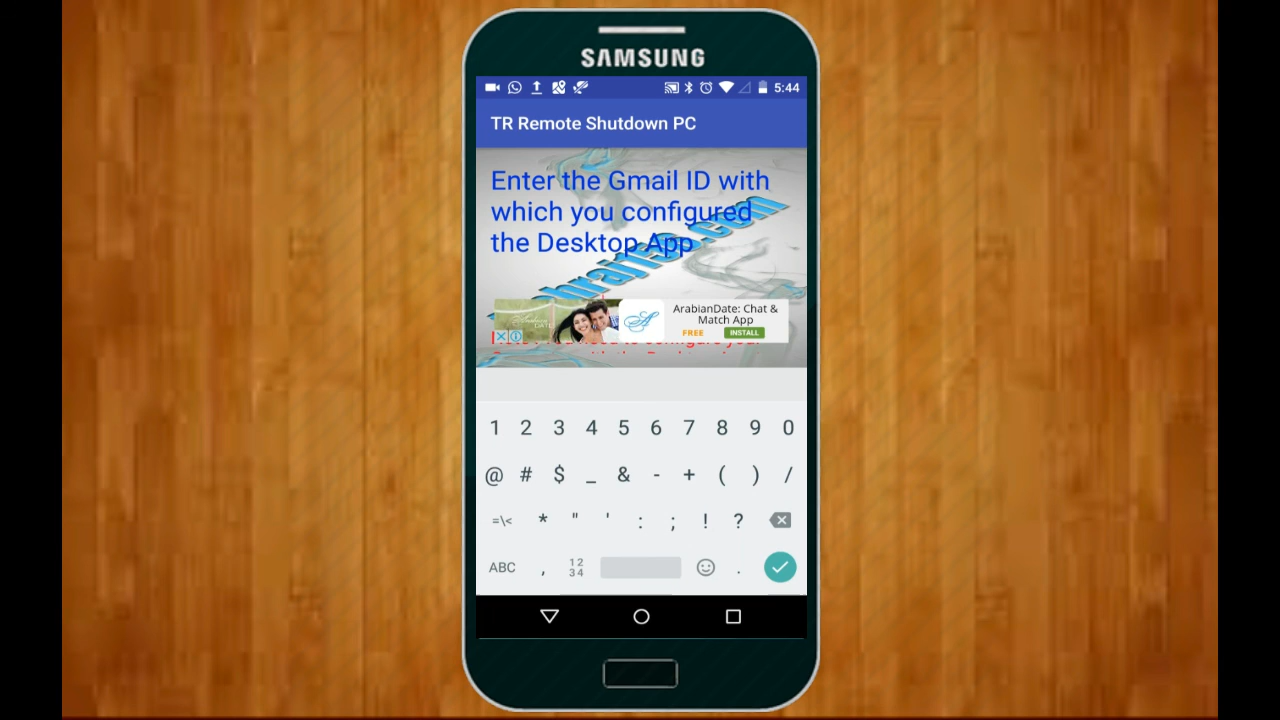 SAMSUNG
5:44
TR Remote Shutdown PC
Enter the Gmail ID with
which you configured
the Desktop App
ArabianDate: Chat &
Match App
FREE INSTALL
1 2 3 4 5 6 7 8 9 0
@ # $ _ & - + ( ) /
=\< * " ' : ; ! ?
ABC , 12 34 .